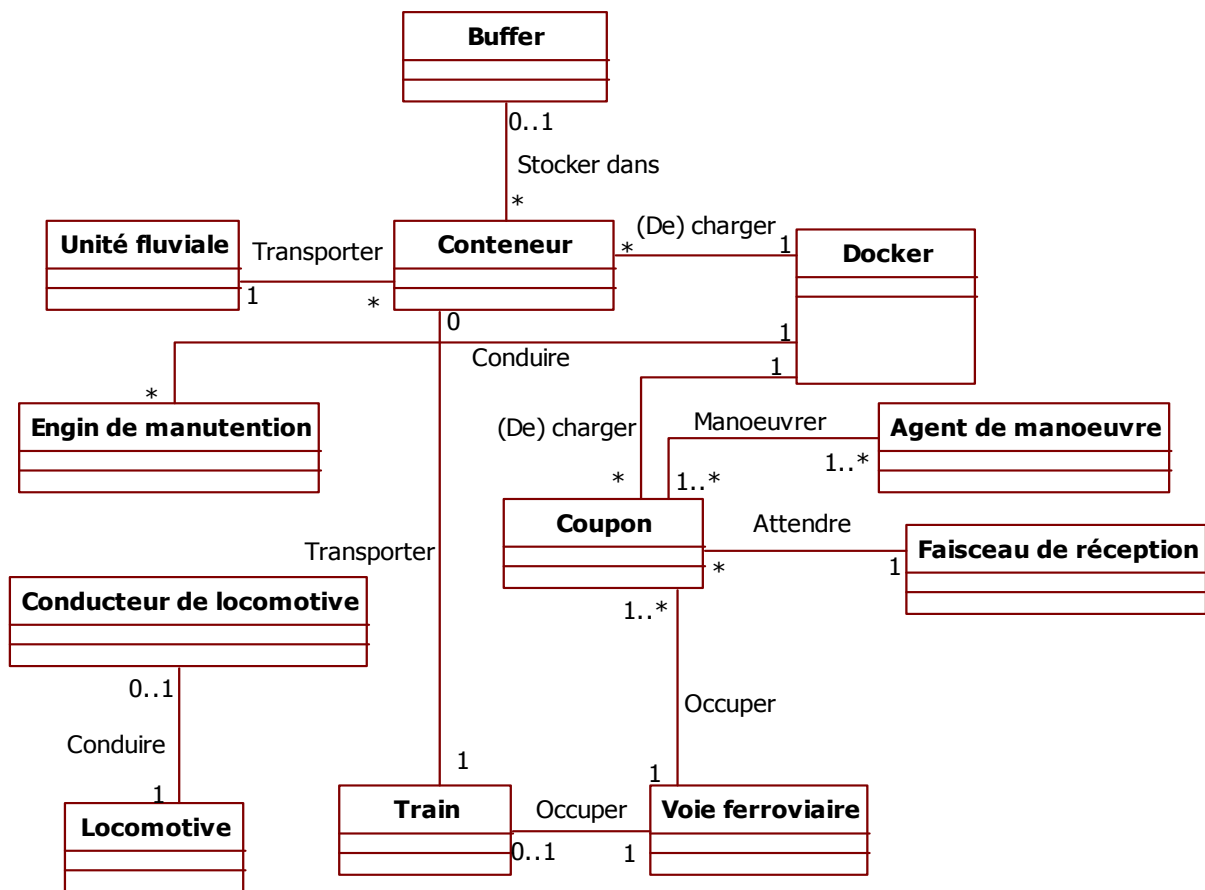 Buffer
0..1
Stocker dans
*
Unité fluviale
Transporter
1
*
Conteneur
(De) charger
*
1
Docker
0
1
Conduire
1
*
Engin de manutention
(De) charger
Manoeuvrer
Agent de manoeuvre
1..*
*
1..*
Coupon
Attendre
Faisceau de réception
*
1
Transporter
Conducteur de locomotive
1..*
0..1
Occuper
Conduire
1
1
1
Locomotive
Train
Occuper
0..1
1
Voie ferroviaire